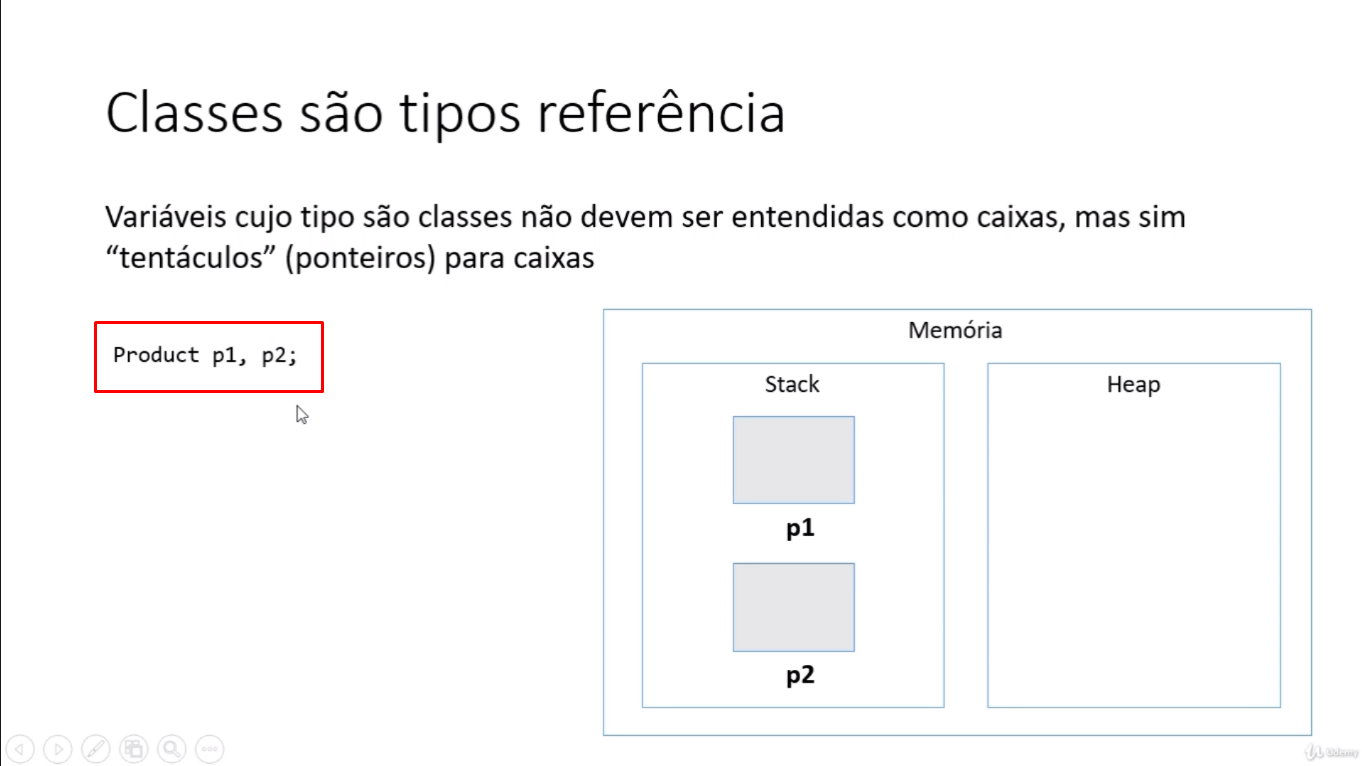 Classes são tipos referência
Variáveis cujo tipo são classes não devem ser entendidas como caixas, mas sim
“tentáculos” (ponteiros) para caixas
Product p1, p2;
Memória
Stack
Heap
p1
p2
Udemy